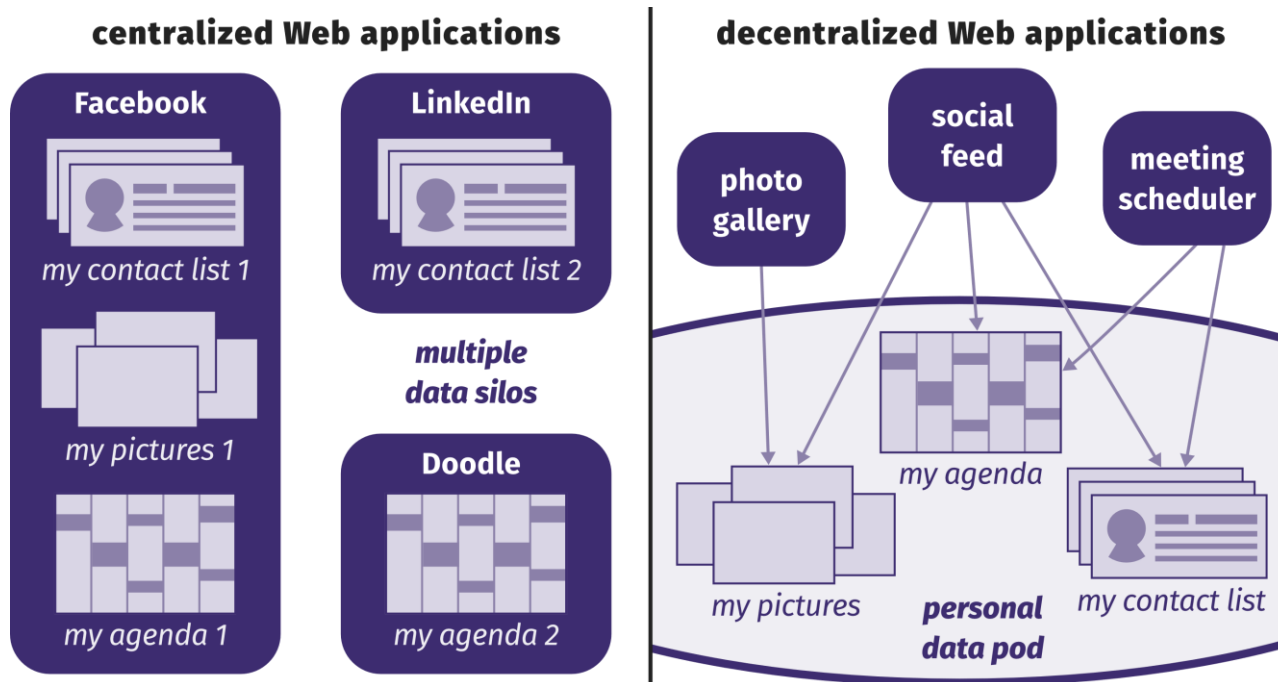 centralized Web applications
Facebook
my contact list 1
my pictures 1
my agenda 1
LinkedIn
my contact list 2
multiple
data silos
Doodle
my agenda 2
decentralized Web applications
photo
gallery
social
feed
meeting
scheduler
my agenda
my pictures
my contact list
personal
data pod